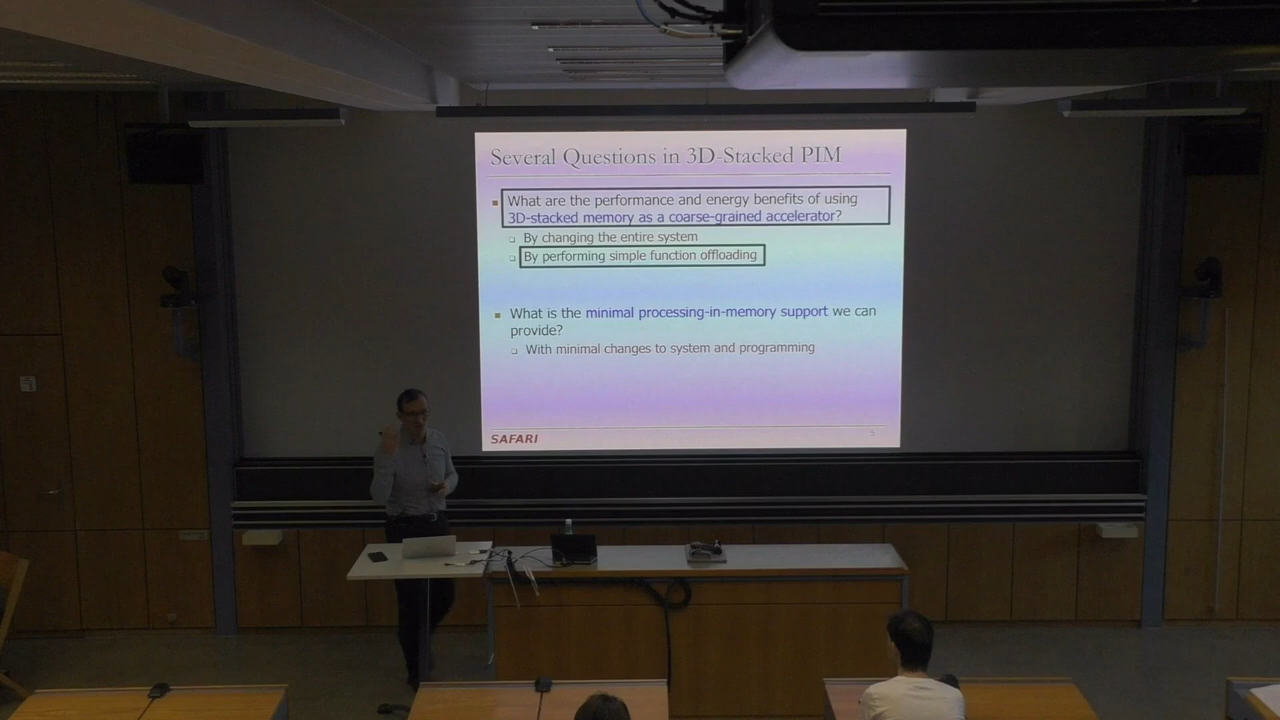 Several Questions in 3D-Stacked PIM
What are the performance and energy benefits of using
3D-stacked memory as a coarse-grained accelerator?
By changing the entire system
By performing simple function offloading
What is the minimal processing-in-memory support we can
provide?
With minimal changes to system and programming
SAFARI